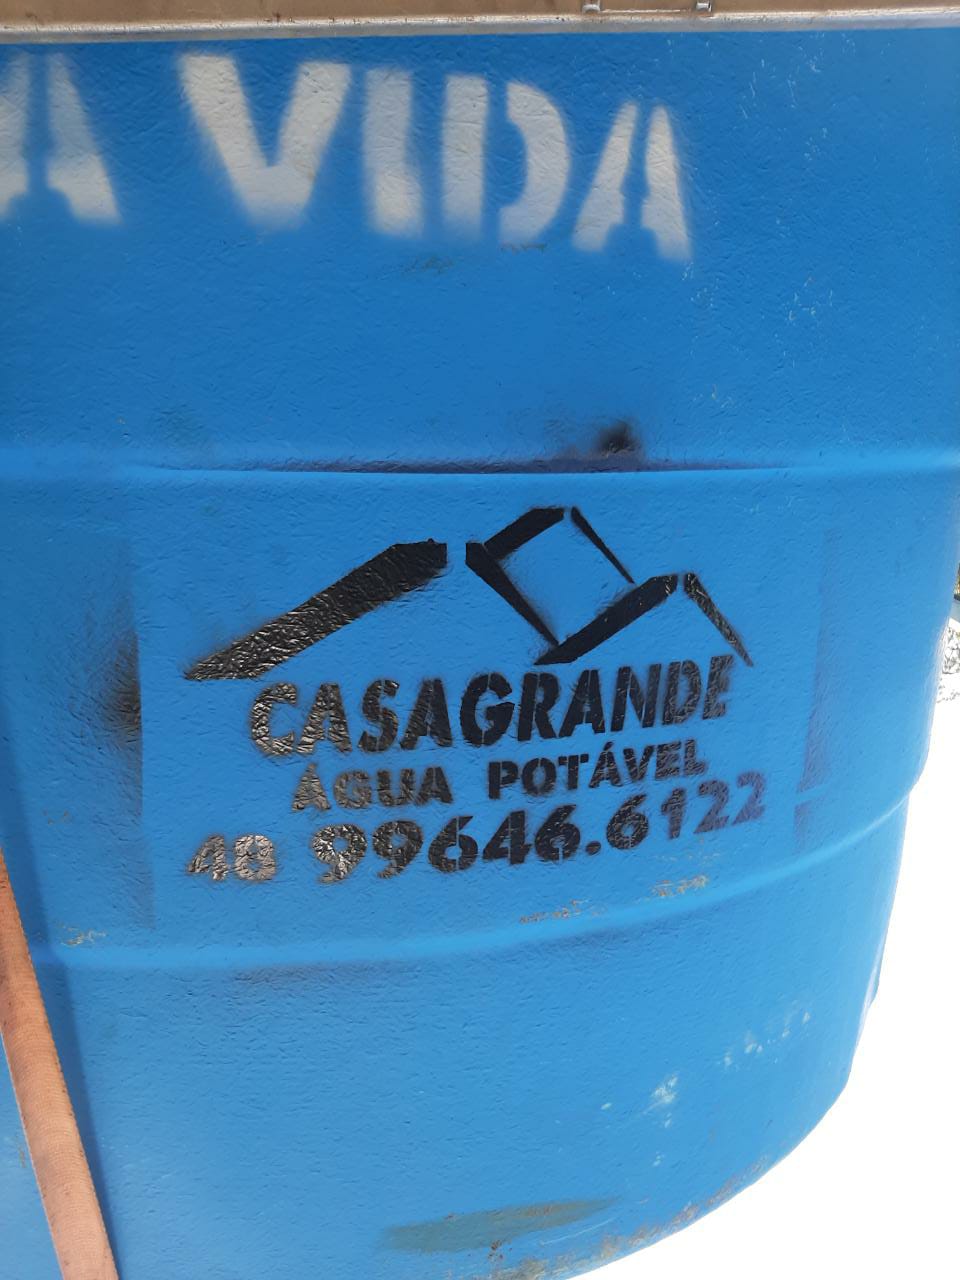 A VIDA
CASAGRANDE
ÁGUA POTÁVEL
48 99646.6122